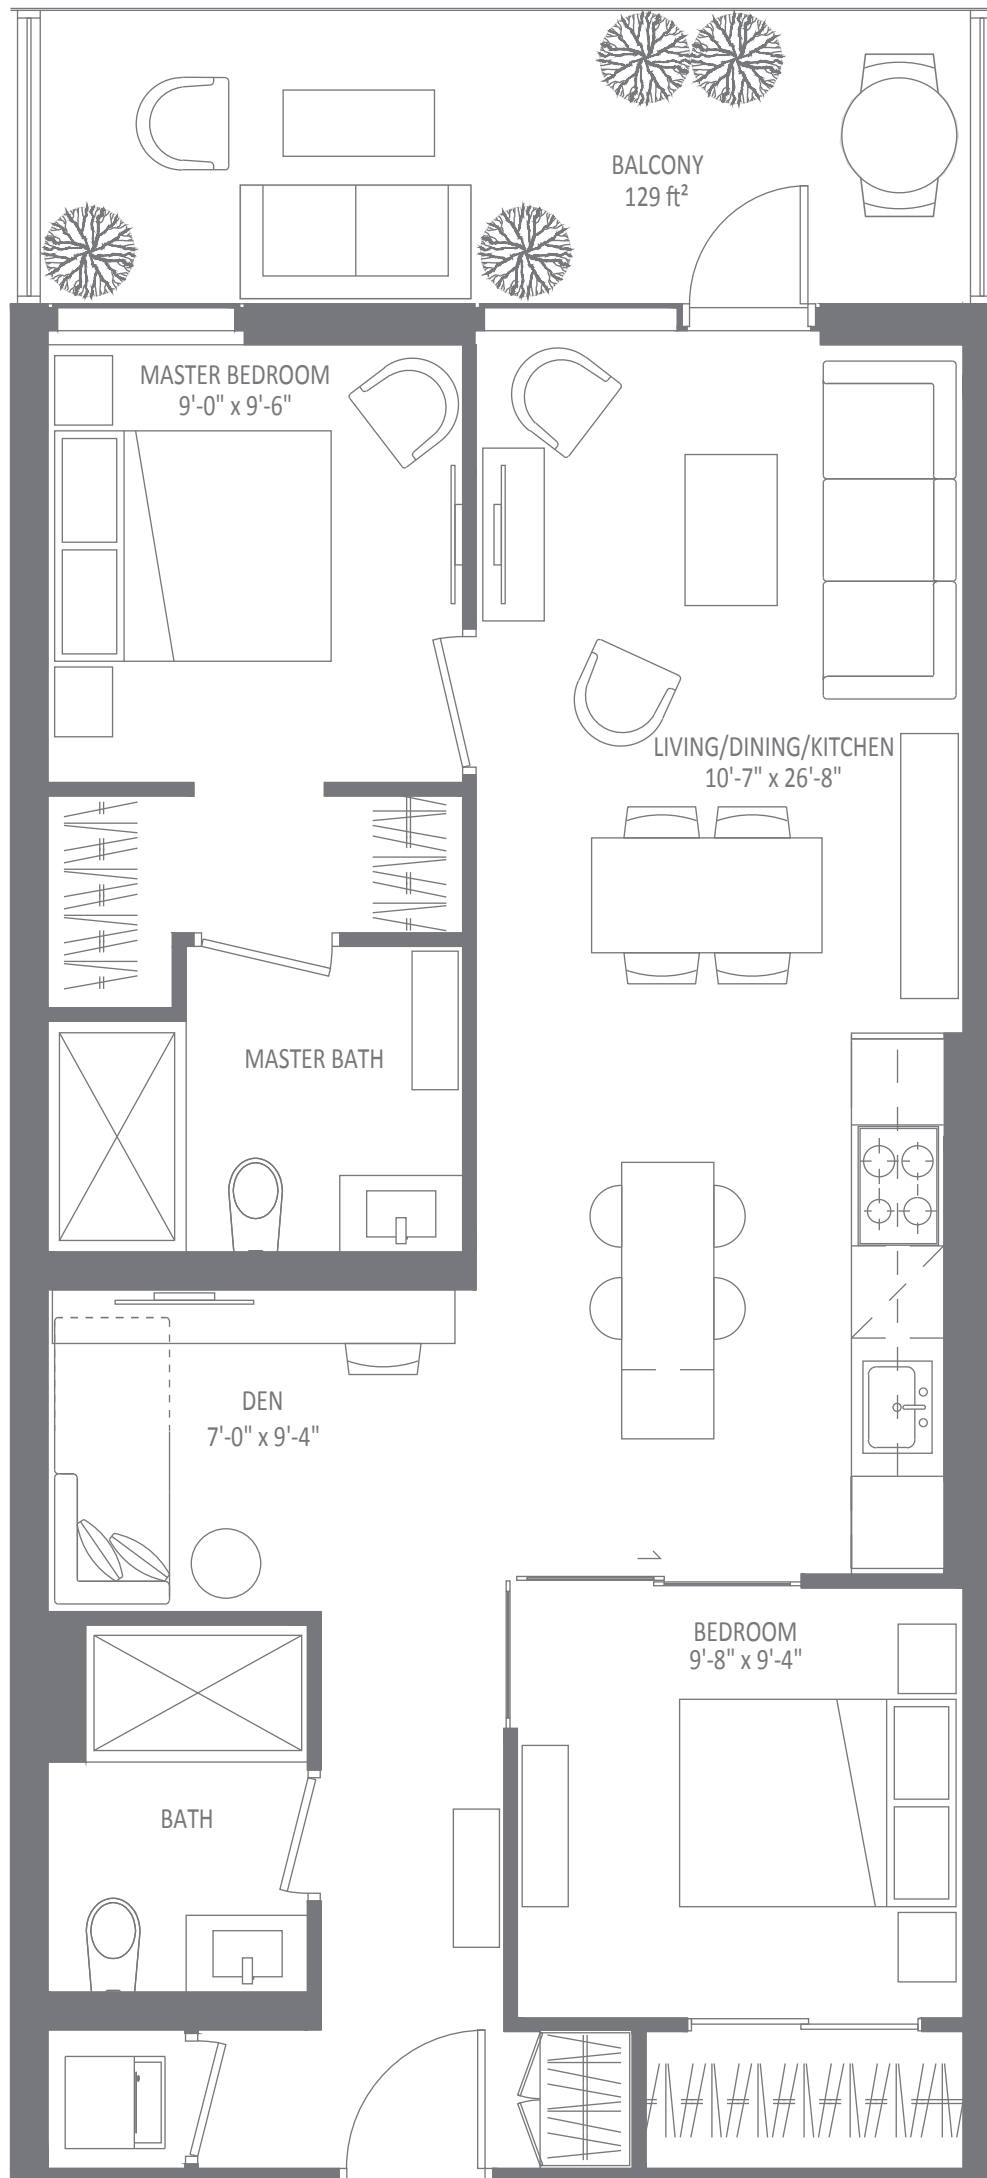 BALCONY
129 ft²
MASTER BEDROOM
9'-0" x 9'-6"
LIVING/DINING/KITCHEN
10'-7" x 26'-8"
MASTER BATH
DEN
7'-0" x 9'-4"
BEDROOM
9'-8" x 9'-4"
BATH